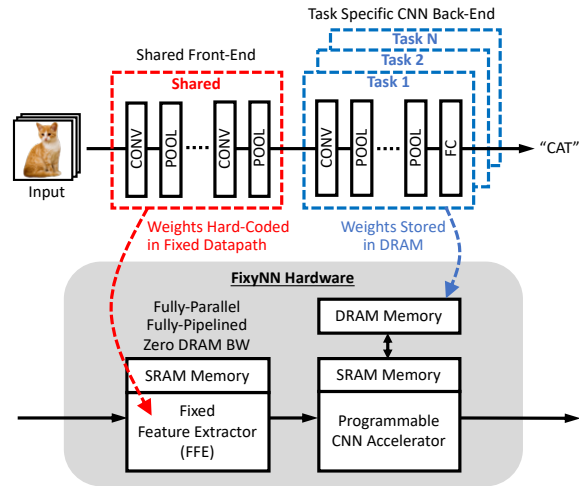 Task Specific CNN Back-End
Task N
Shared Front-End
Task 2
Shared
Task 1
CONV
POOL
CONV
POOL
CONV
POOL
POOL
FC
"CAT"
Input
Weights Hard-Coded
in Fixed Datapath
Weights Stored
in DRAM
FixyNN Hardware
Fully-Parallel
Fully-Pipelined
Zero DRAM BW
DRAM Memory
SRAM Memory
SRAM Memory
Fixed
Feature Extractor
(FFE)
Programmable
CNN Accelerator